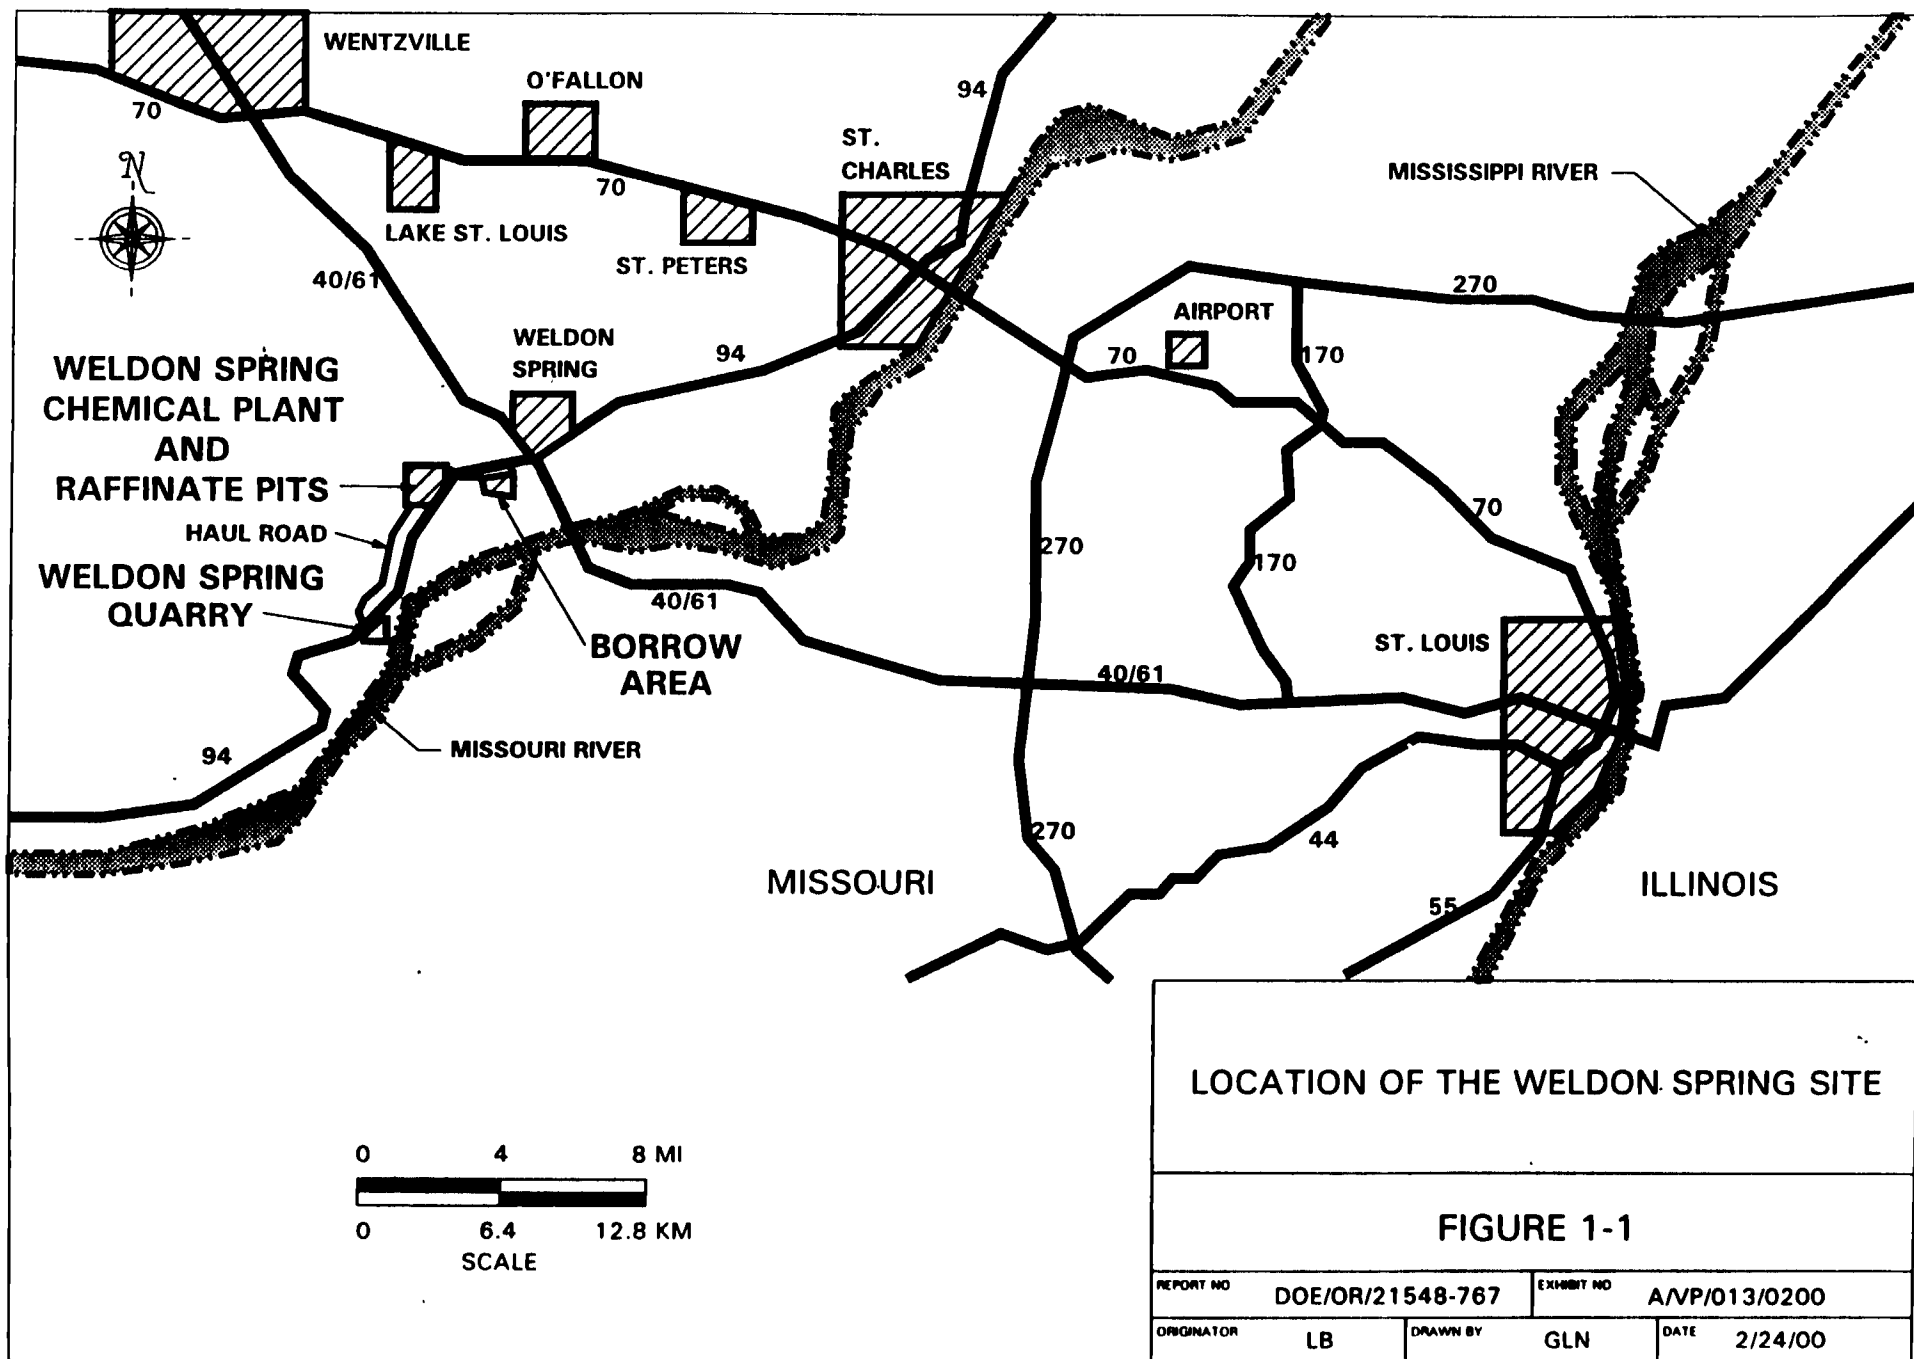 WENTZVILLE
O'FALLON
94
70
ST.
CHARLES
N
MISSISSIPPI RIVER
70
LAKE ST. LOUIS
ST. PETERS
40/61
270
AIRPORT
WELDON
SPRING
94
70
170
WELDON SPRING
CHEMICAL PLANT
AND
RAFFINATE PITS
HAUL ROAD
70
270
170
WELDON SPRING
QUARRY
40/61
BORROW
AREA
ST. LOUIS
40/61
MISSOURI RIVER
94
270
44
MISSOURI
ILLINOIS
55
LOCATION OF THE WELDON SPRING SITE
0 4 8 MI
0 6.4 12.8 KM
SCALE
FIGURE 1-1
REPORT NO DOE/OR/21548-767 EXHIBIT NO A/VP/013/0200
ORIGINATOR LB DRAWN BY GLN DATE 2/24/00